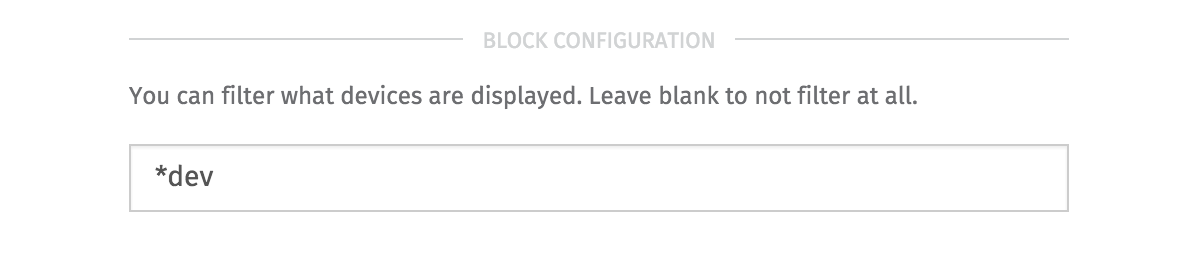 BLOCK CONFIGURATION
You can filter what devices are displayed. Leave blank to not filter at all.
*dev